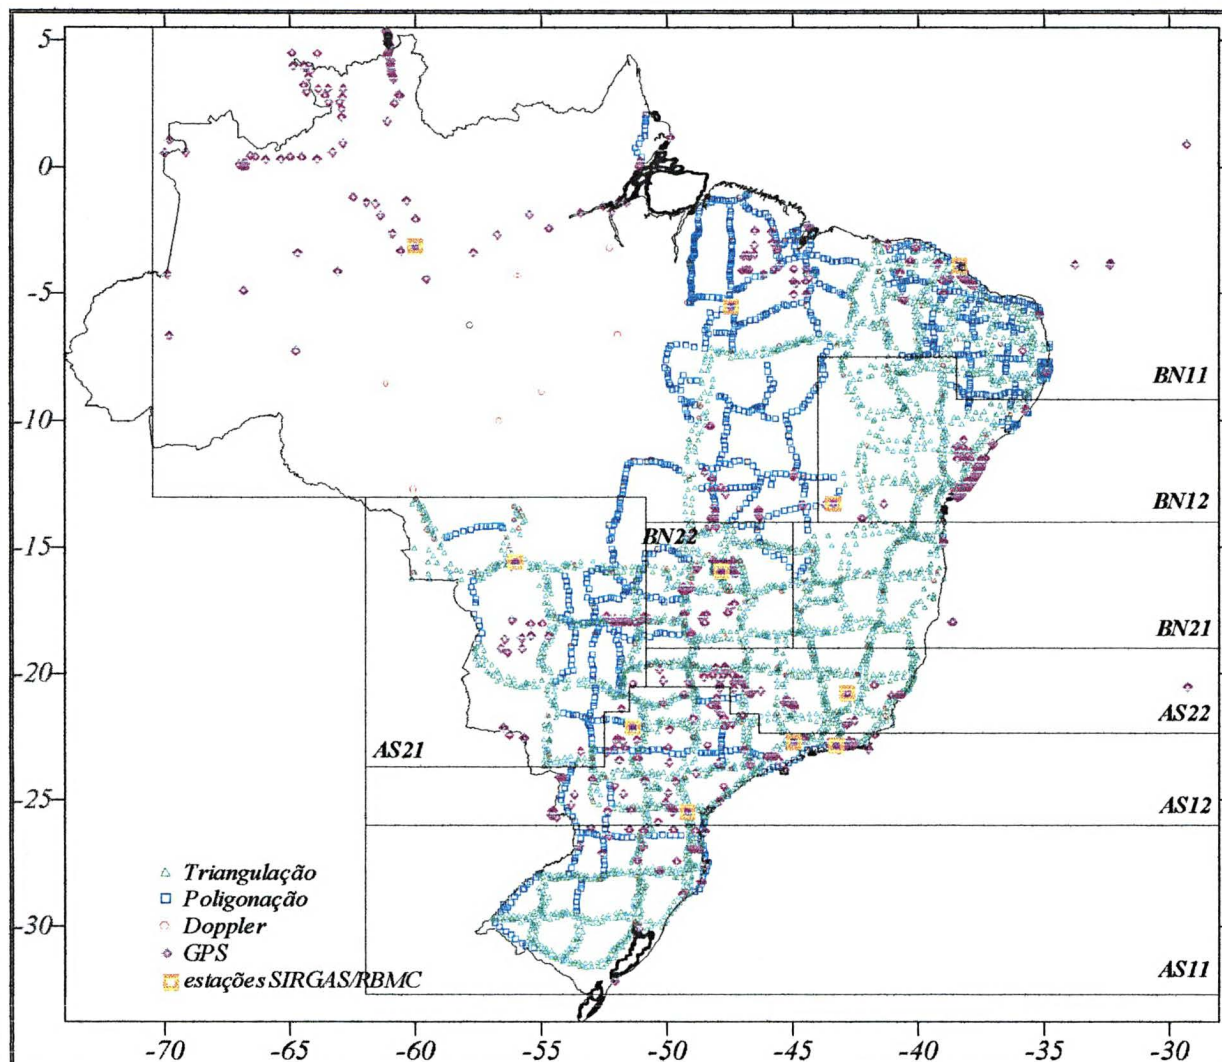 5
0
-5
-10
-15
-20
-25
-30
BN11
BN12
BN22
BN21
AS22
AS21
AS12
AS11
Triangulação
Poligonação
Doppler
GPS
estações SIRGAS/RBMC
-70 -65 -60 -55 -50 -45 -40 -35 -30